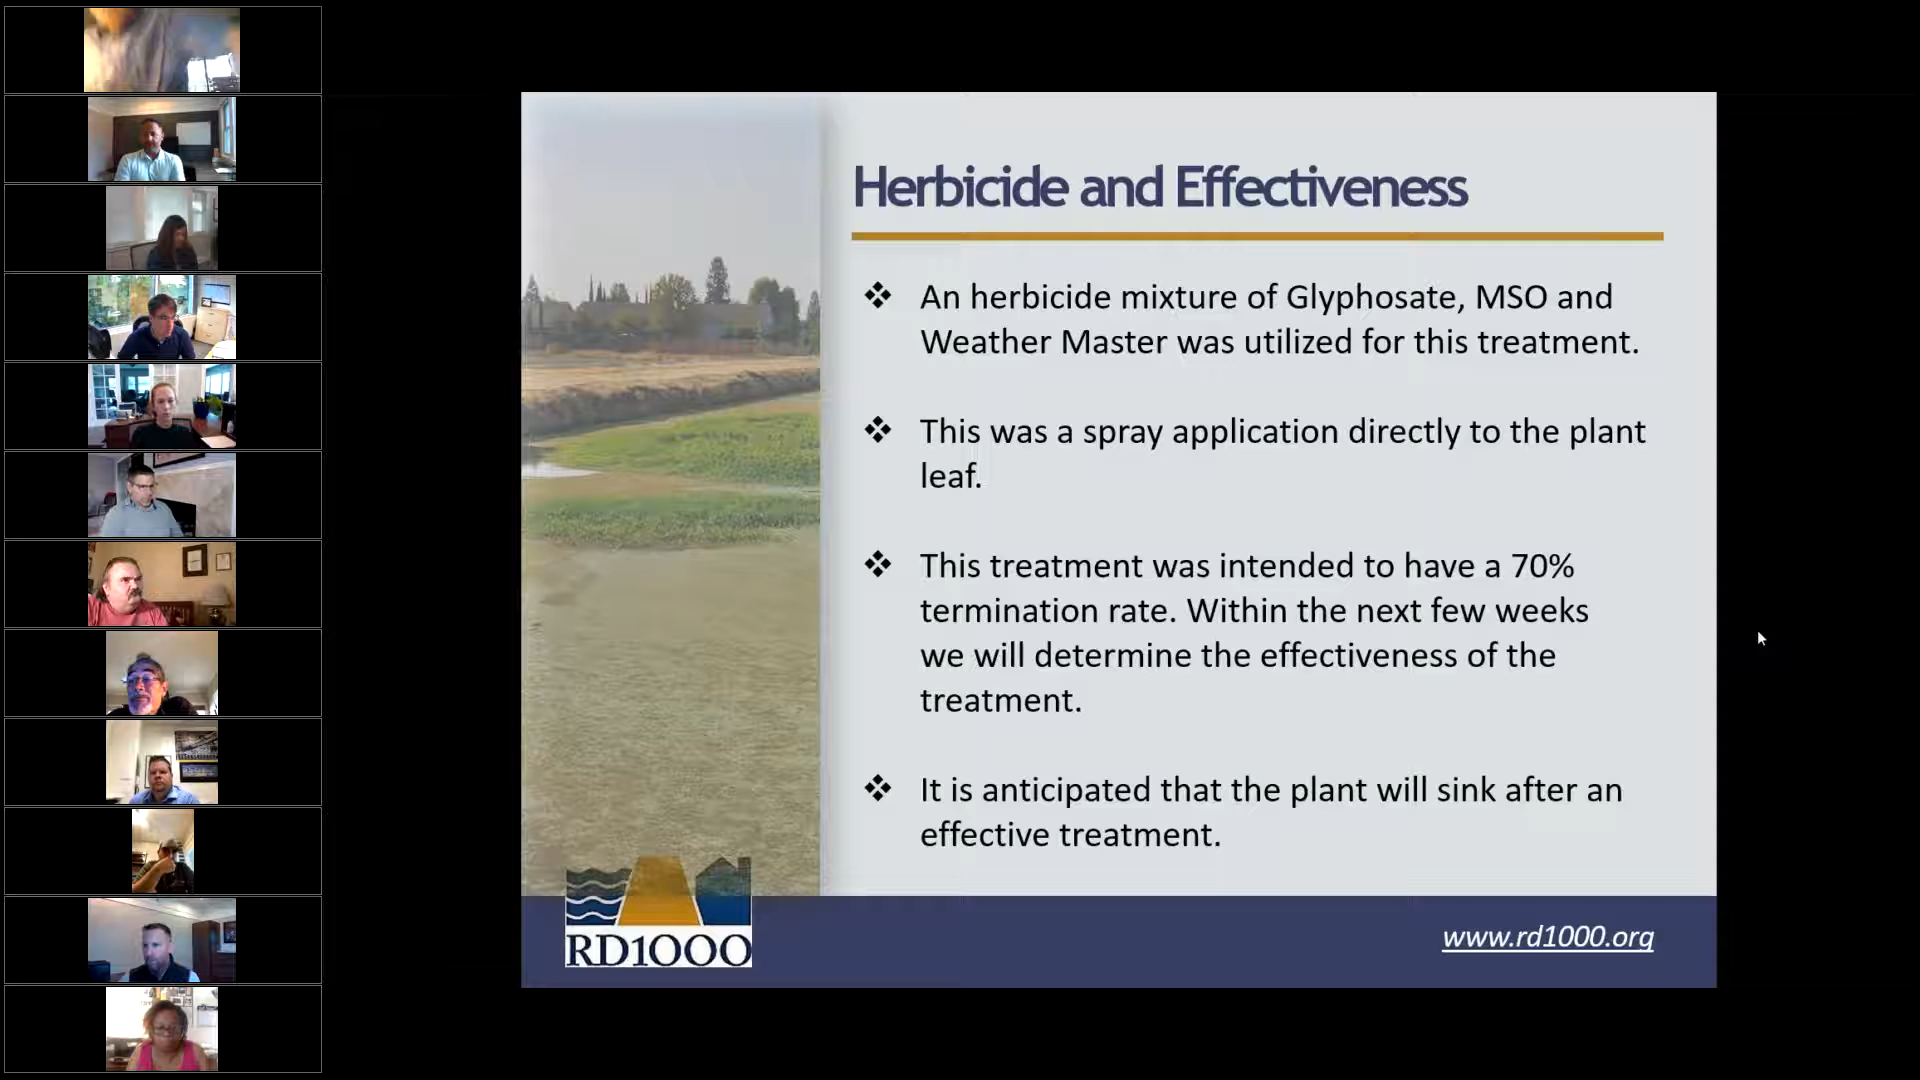 Herbicide and Effectiveness
❖ An herbicide mixture of Glyphosate, MSO and
Weather Master was utilized for this treatment.
❖ This was a spray application directly to the plant
leaf.
❖ This treatment was intended to have a 70%
termination rate. Within the next few weeks
we will determine the effectiveness of the
treatment.
❖ It is anticipated that the plant will sink after an
effective treatment.
RD1000
www.rd1000.org